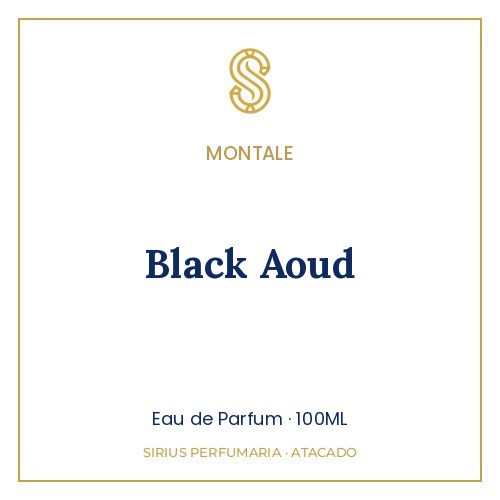 MONTALE
Black Aoud
Eau de Parfum · 100ML
SIRIUS PERFUMARIA · ATACADO